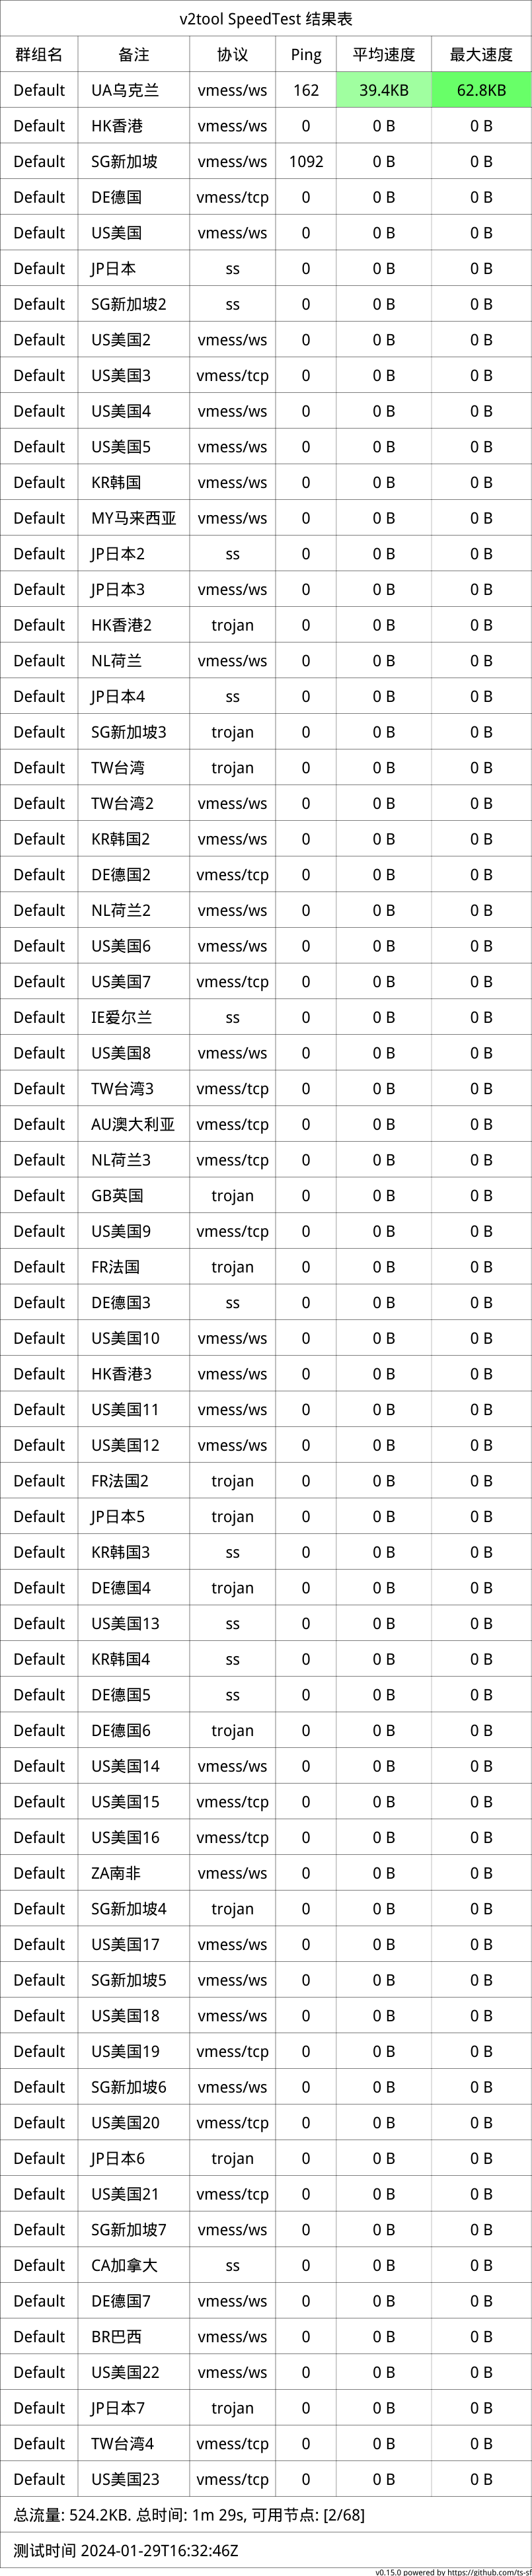 v2tool SpeedTest 结果表
群组名 备注 协议 Ping 平均速度 最大速度
Default UA乌克兰 vmess/ws 162 39.4KB 62.8KB
Default HK香港 vmess/ws 0 0 B 0 B
Default SG新加坡 vmess/ws 1092 0 B 0 B
Default DE德国 vmess/tcp 0 0 B 0 B
Default US美国 vmess/ws 0 0 B 0 B
Default JP日本 ss 0 0 B 0 B
Default SG新加坡2 ss 0 0 B 0 B
Default US美国2 vmess/ws 0 0 B 0 B
Default US美国3 vmess/tcp 0 0 B 0 B
Default US美国4 vmess/ws 0 0 B 0 B
Default US美国5 vmess/ws 0 0 B 0 B
Default KR韩国 vmess/ws 0 0 B 0 B
Default MY马来西亚 vmess/ws 0 0 B 0 B
Default JP日本2 ss 0 0 B 0 B
Default JP日本3 vmess/ws 0 0 B 0 B
Default HK香港2 trojan 0 0 B 0 B
Default NL荷兰 vmess/ws 0 0 B 0 B
Default JP日本4 ss 0 0 B 0 B
Default SG新加坡3 trojan 0 0 B 0 B
Default TW台湾 trojan 0 0 B 0 B
Default TW台湾2 vmess/ws 0 0 B 0 B
Default KR韩国2 vmess/ws 0 0 B 0 B
Default DE德国2 vmess/tcp 0 0 B 0 B
Default NL荷兰2 vmess/ws 0 0 B 0 B
Default US美国6 vmess/ws 0 0 B 0 B
Default US美国7 vmess/tcp 0 0 B 0 B
Default IE爱尔兰 ss 0 0 B 0 B
Default US美国8 vmess/ws 0 0 B 0 B
Default TW台湾3 vmess/tcp 0 0 B 0 B
Default AU澳大利亚 vmess/tcp 0 0 B 0 B
Default NL荷兰3 vmess/tcp 0 0 B 0 B
Default GB英国 trojan 0 0 B 0 B
Default US美国9 vmess/tcp 0 0 B 0 B
Default FR法国 trojan 0 0 B 0 B
Default DE德国3 ss 0 0 B 0 B
Default US美国10 vmess/ws 0 0 B 0 B
Default HK香港3 vmess/ws 0 0 B 0 B
Default US美国11 vmess/ws 0 0 B 0 B
Default US美国12 vmess/ws 0 0 B 0 B
Default FR法国2 trojan 0 0 B 0 B
Default JP日本5 trojan 0 0 B 0 B
Default KR韩国3 ss 0 0 B 0 B
Default DE德国4 trojan 0 0 B 0 B
Default US美国13 ss 0 0 B 0 B
Default KR韩国4 ss 0 0 B 0 B
Default DE德国5 ss 0 0 B 0 B
Default DE德国6 trojan 0 0 B 0 B
Default US美国14 vmess/ws 0 0 B 0 B
Default US美国15 vmess/tcp 0 0 B 0 B
Default US美国16 vmess/tcp 0 0 B 0 B
Default ZA南非 vmess/ws 0 0 B 0 B
Default SG新加坡4 trojan 0 0 B 0 B
Default US美国17 vmess/ws 0 0 B 0 B
Default SG新加坡5 vmess/ws 0 0 B 0 B
Default US美国18 vmess/ws 0 0 B 0 B
Default US美国19 vmess/tcp 0 0 B 0 B
Default SG新加坡6 vmess/ws 0 0 B 0 B
Default US美国20 vmess/tcp 0 0 B 0 B
Default JP日本6 trojan 0 0 B 0 B
Default US美国21 vmess/tcp 0 0 B 0 B
Default SG新加坡7 vmess/ws 0 0 B 0 B
Default CA加拿大 ss 0 0 B 0 B
Default DE德国7 vmess/ws 0 0 B 0 B
Default BR巴西 vmess/ws 0 0 B 0 B
Default US美国22 vmess/ws 0 0 B 0 B
Default JP日本7 trojan 0 0 B 0 B
Default TW台湾4 vmess/tcp 0 0 B 0 B
Default US美国23 vmess/tcp 0 0 B 0 B
总流量: 524.2KB. 总时间: 1m 29s, 可用节点: [2/68]
测试时间 2024-01-29T16:32:46Z
v0.15.0 powered by https://github.com/ts-sf